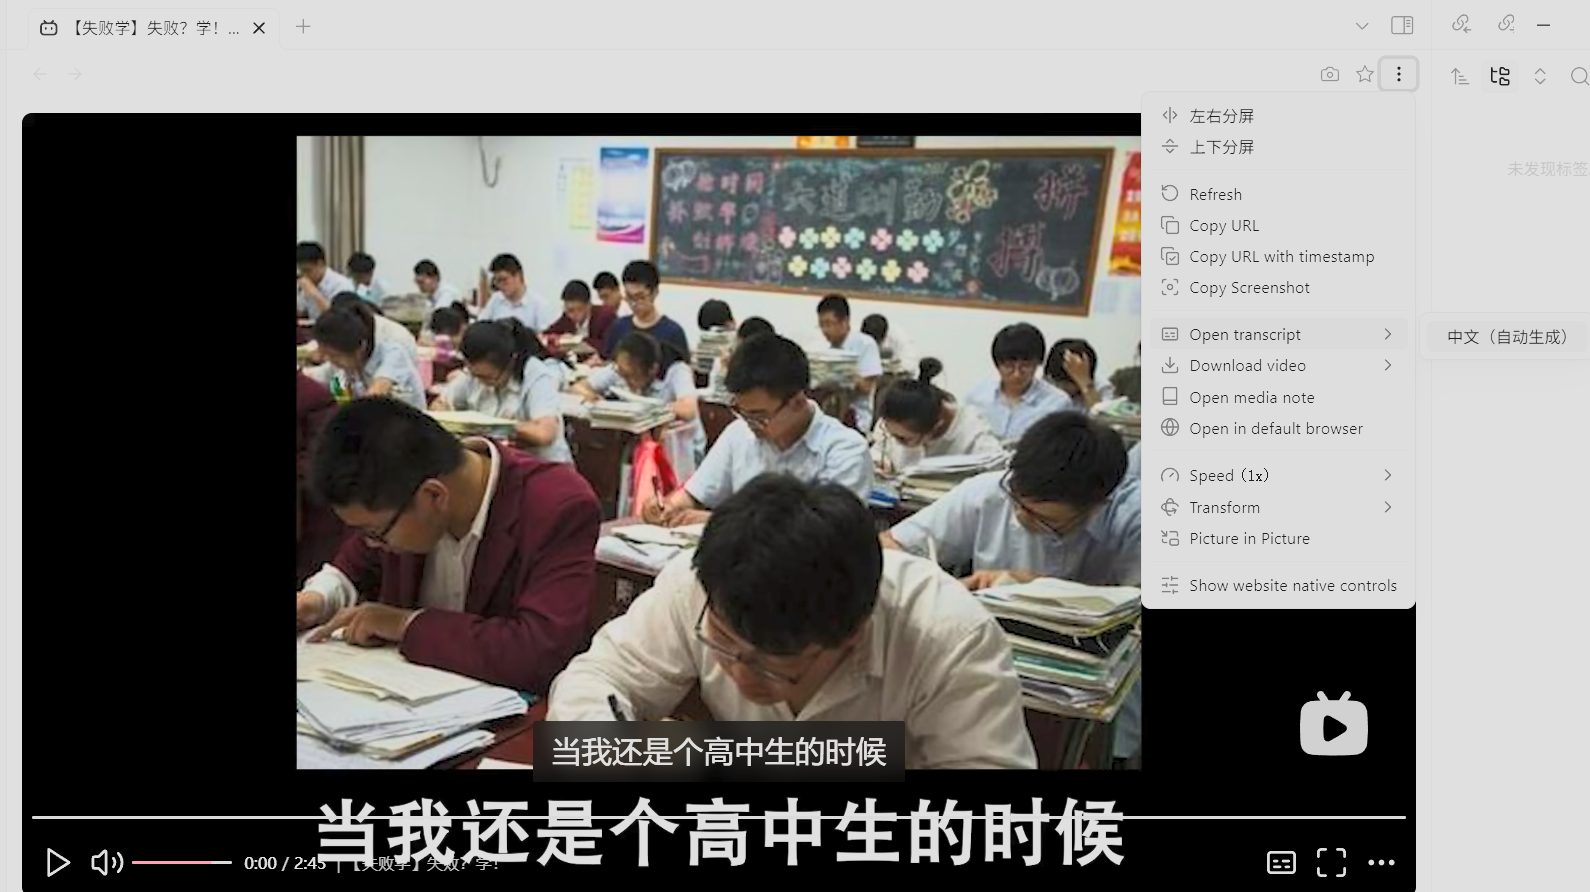 【失败学】失败？学！...
左右分屏
上下分屏
Refresh
Copy URL
Copy URL with timestamp
Copy Screenshot
Open transcript
Download video
Open media note
Open in default browser
Speed (1x)
Transform
Picture in Picture
Show website native controls
中文（自动生成）
未发现标签
拼
当我还是个高中生的时候
当我还是个高中生的时候
0:00 / 2:45 | 【失败学】失败？学！